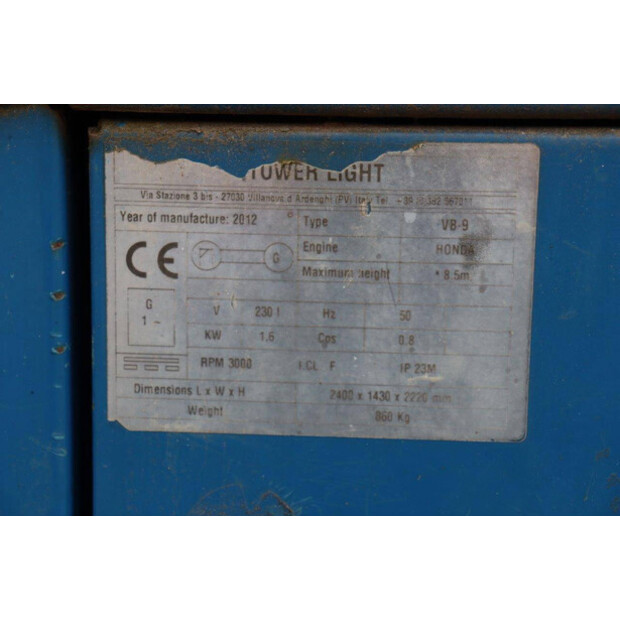 TOWER LIGHT
Via Stazione 3 bis - 27030 Villanova d Ardenghi (PV) Italy Tel.
Year of manufacture: 2012 Type VB-9
Engine HONDA
CE G
Maximum height * 8.5m
G
1 ~
V 230 Hz 50
KW 1.6 Cps 0.8
RPM 3000 I.CL F IP 23M
Dimensions L x W x H 2400 x 1430 x 2220 mm
Weight 860 Kg